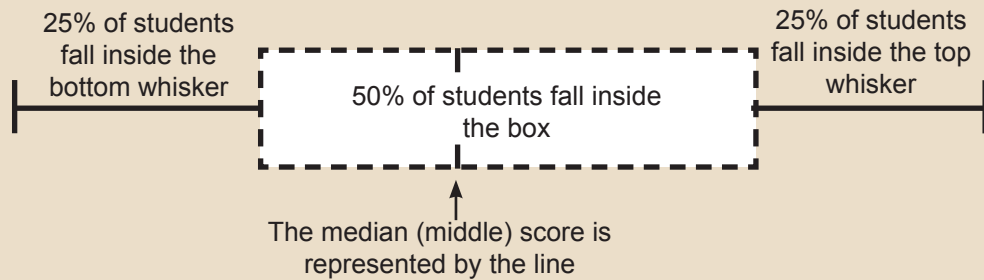 25% of students
fall inside the
bottom whisker
50% of students fall inside
the box
25% of students
fall inside the top
whisker
The median (middle) score is
represented by the line